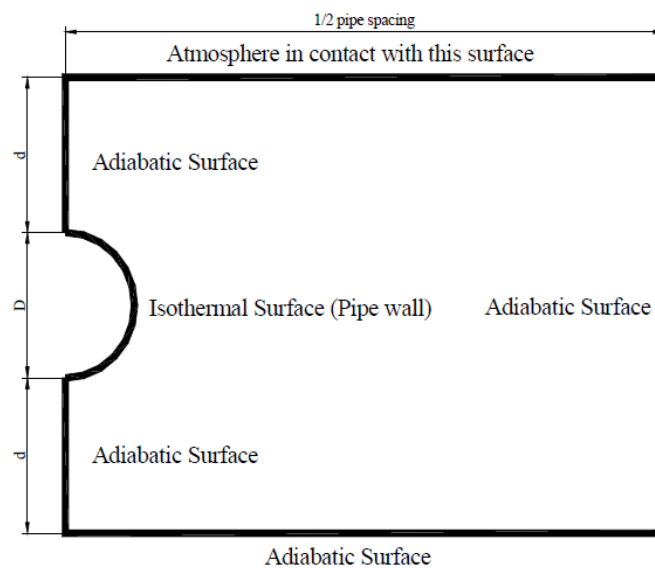 1/2 pipe spacing
Atmosphere in contact with this surface
d
Adiabatic Surface
D
Isothermal Surface (Pipe wall)
Adiabatic Surface
d
Adiabatic Surface
Adiabatic Surface